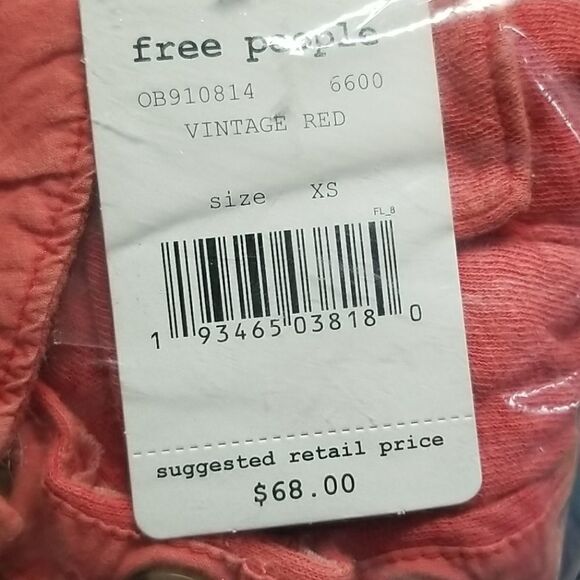 free people
OB910814 6600
VINTAGE RED
size XS
FL_8
1 93465 03818 0
suggested retail price
$68.00